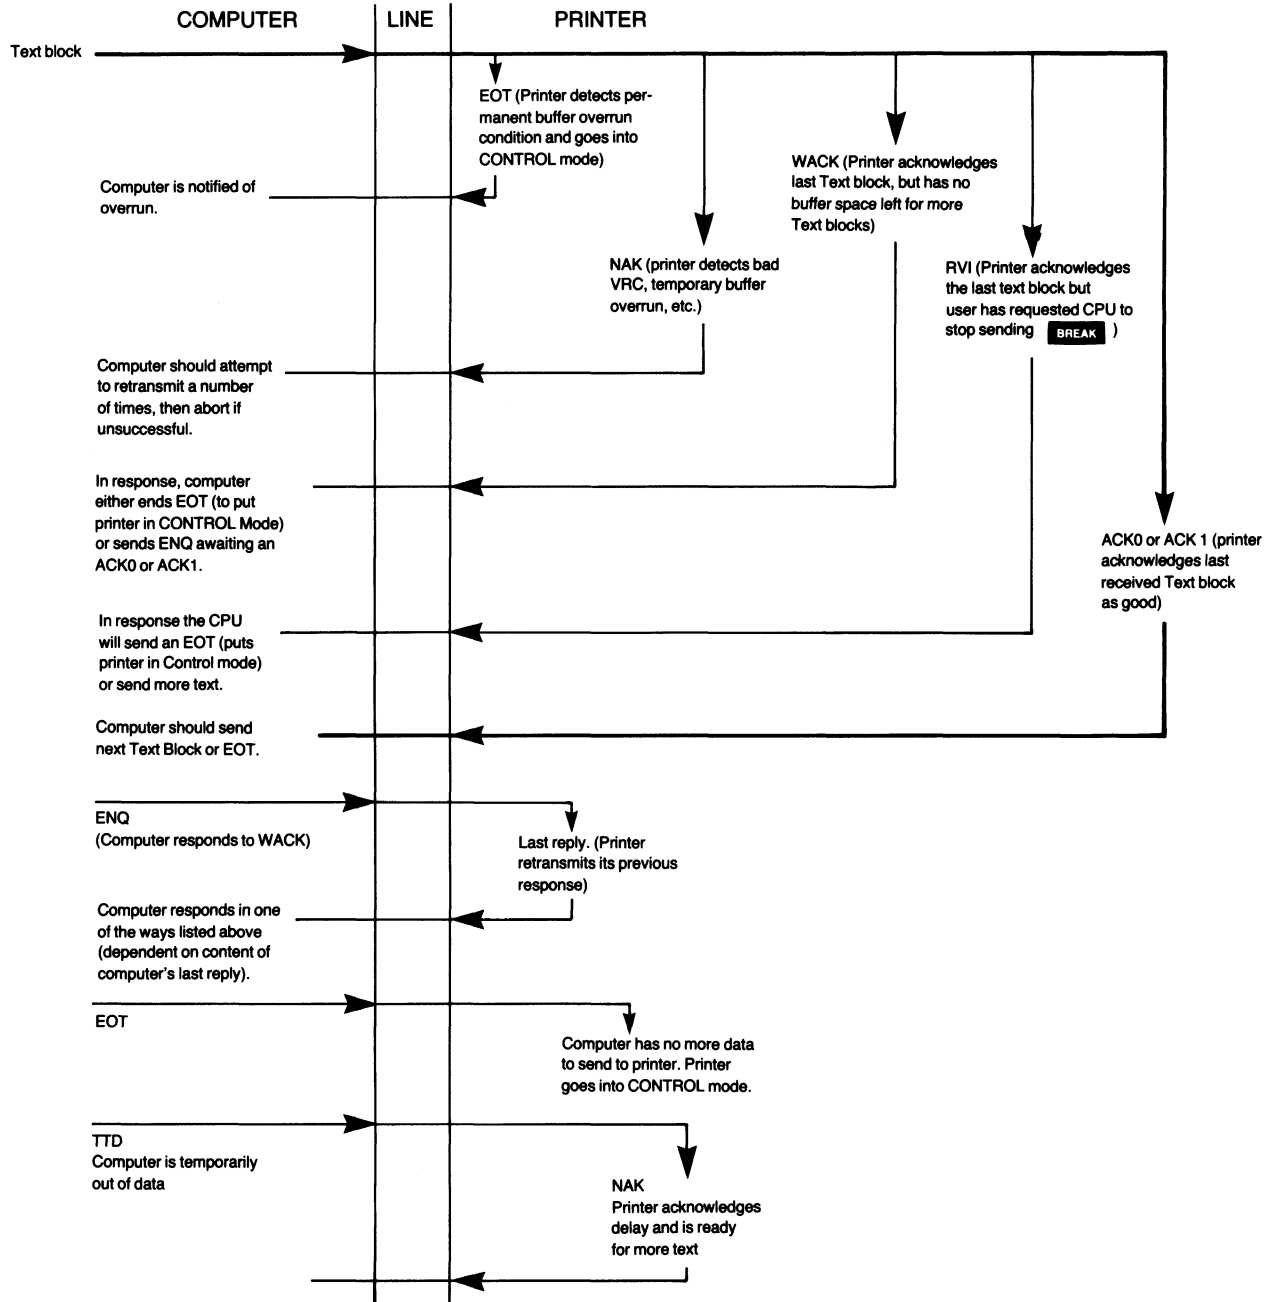 COMPUTER LINE PRINTER
Text block
EOT (Printer detects per-
manent buffer overrun
condition and goes into
CONTROL mode)
WACK (Printer acknowledges
last Text block, but has no
buffer space left for more
Text blocks)
Computer is notified of
overrun.
NAK (printer detects bad
VRC, temporary buffer
overrun, etc.)
RVI (Printer acknowledges
the last text block but
user has requested CPU to
stop sending BREAK )
Computer should attempt
to retransmit a number
of times, then abort if
unsuccessful.
In response, computer
either ends EOT (to put
printer in CONTROL Mode)
or sends ENQ awaiting an
ACK0 or ACK1.
ACK0 or ACK 1 (printer
acknowledges last
received Text block
as good)
In response the CPU
will send an EOT (puts
printer in Control mode)
or send more text.
Computer should send
next Text Block or EOT.
ENQ
(Computer responds to WACK)
Last reply. (Printer
retransmits its previous
response)
Computer responds in one
of the ways listed above
(dependent on content of
computer's last reply).
EOT
Computer has no more data
to send to printer. Printer
goes into CONTROL mode.
TTD
Computer is temporarily
out of data
NAK
Printer acknowledges
delay and is ready
for more text